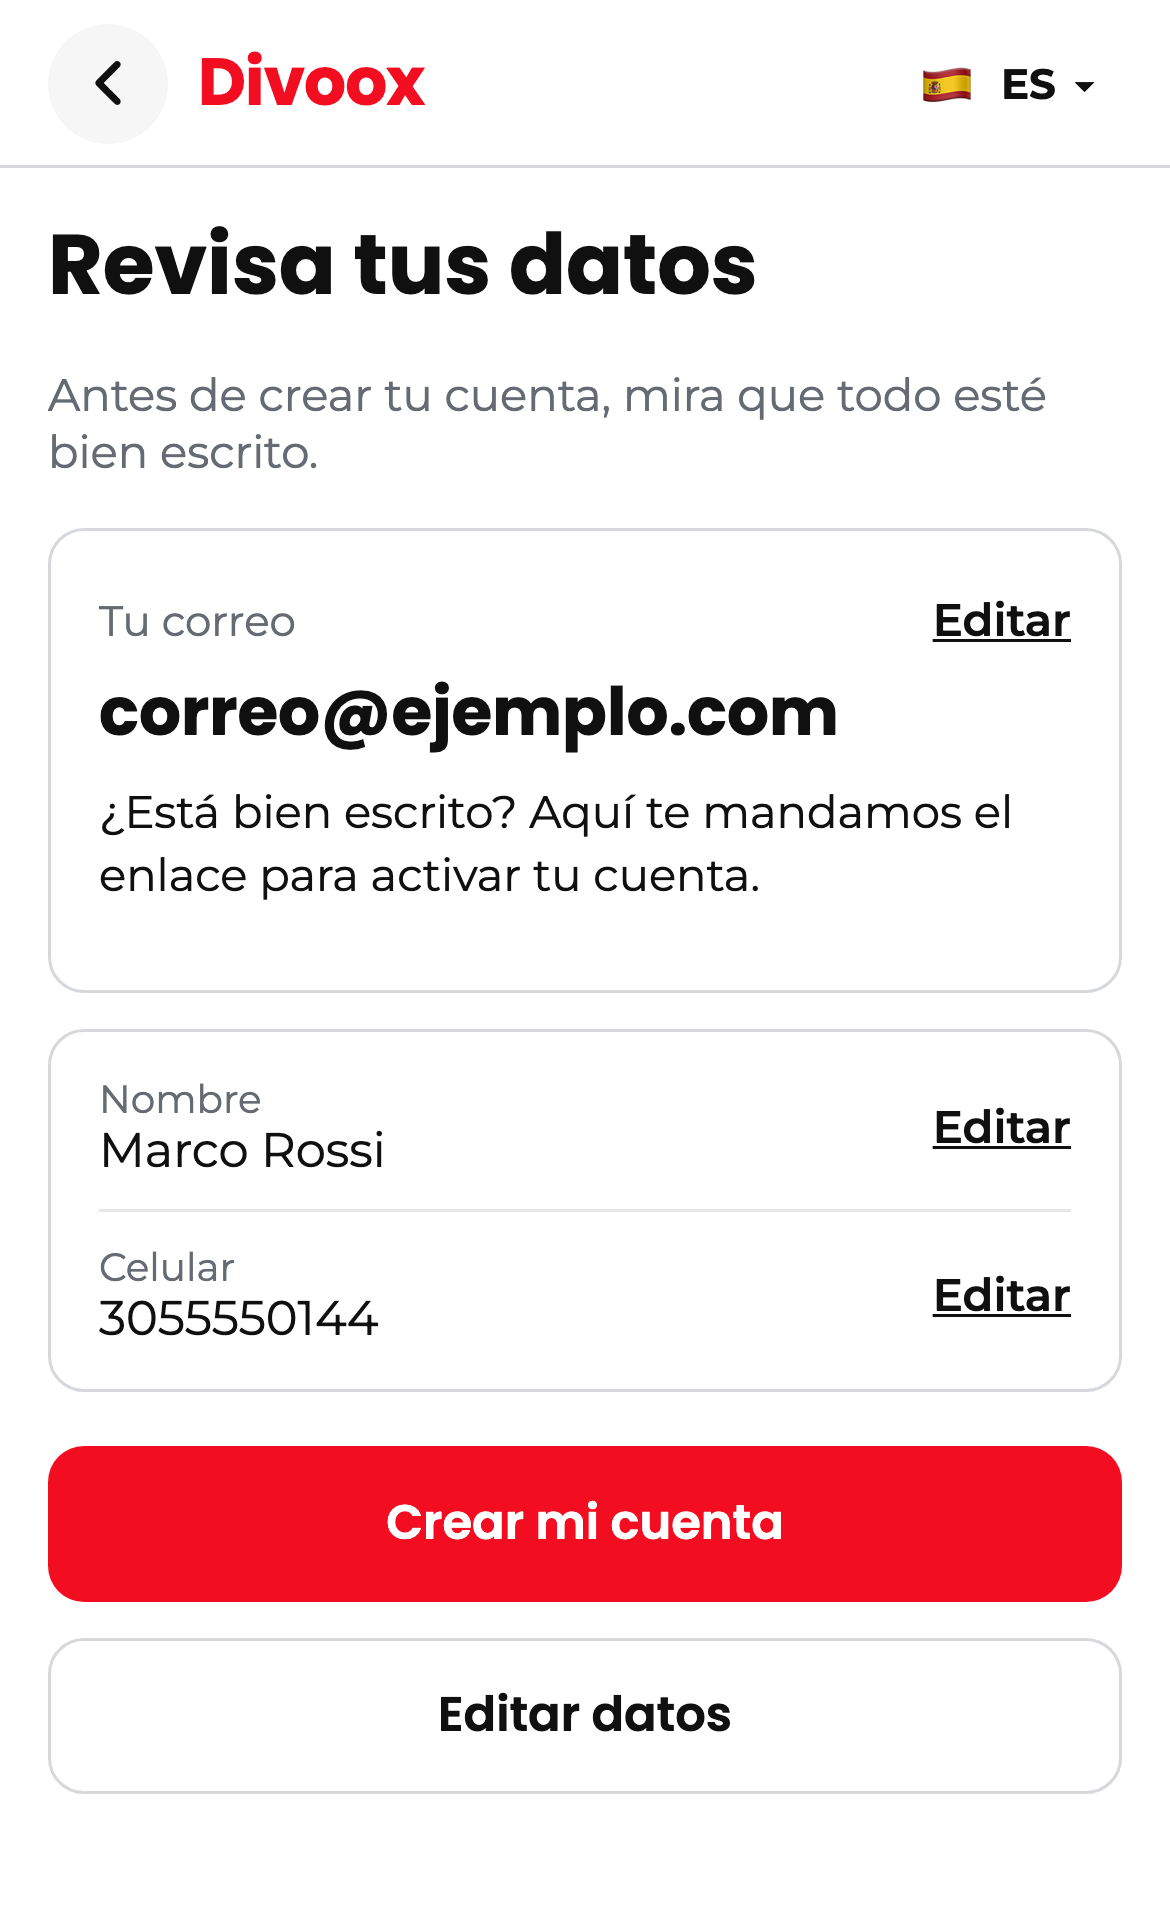 Divoox
ES
Revisa tus datos
Antes de crear tu cuenta, mira que todo esté
bien escrito.
Tu correo
Editar
correo@ejemplo.com
¿Está bien escrito? Aquí te mandamos el
enlace para activar tu cuenta.
Nombre
Marco Rossi
Editar
Celular
3055550144
Editar
Crear mi cuenta
Editar datos